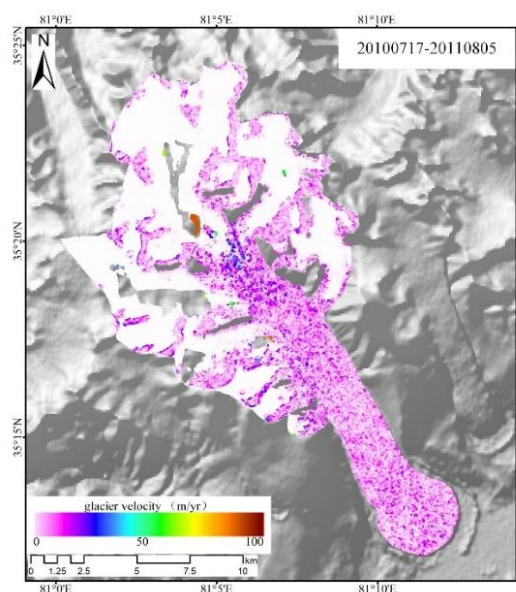 81°0'E 81°5'E 81°10'E
N
20100717-20110805
35°25'N
35°20'N
35°15'N
glacier velocity （m/yr）
0 50 100
km
0 1.25 2.5 5 7.5 10
81°0'E 81°5'E 81°10'E